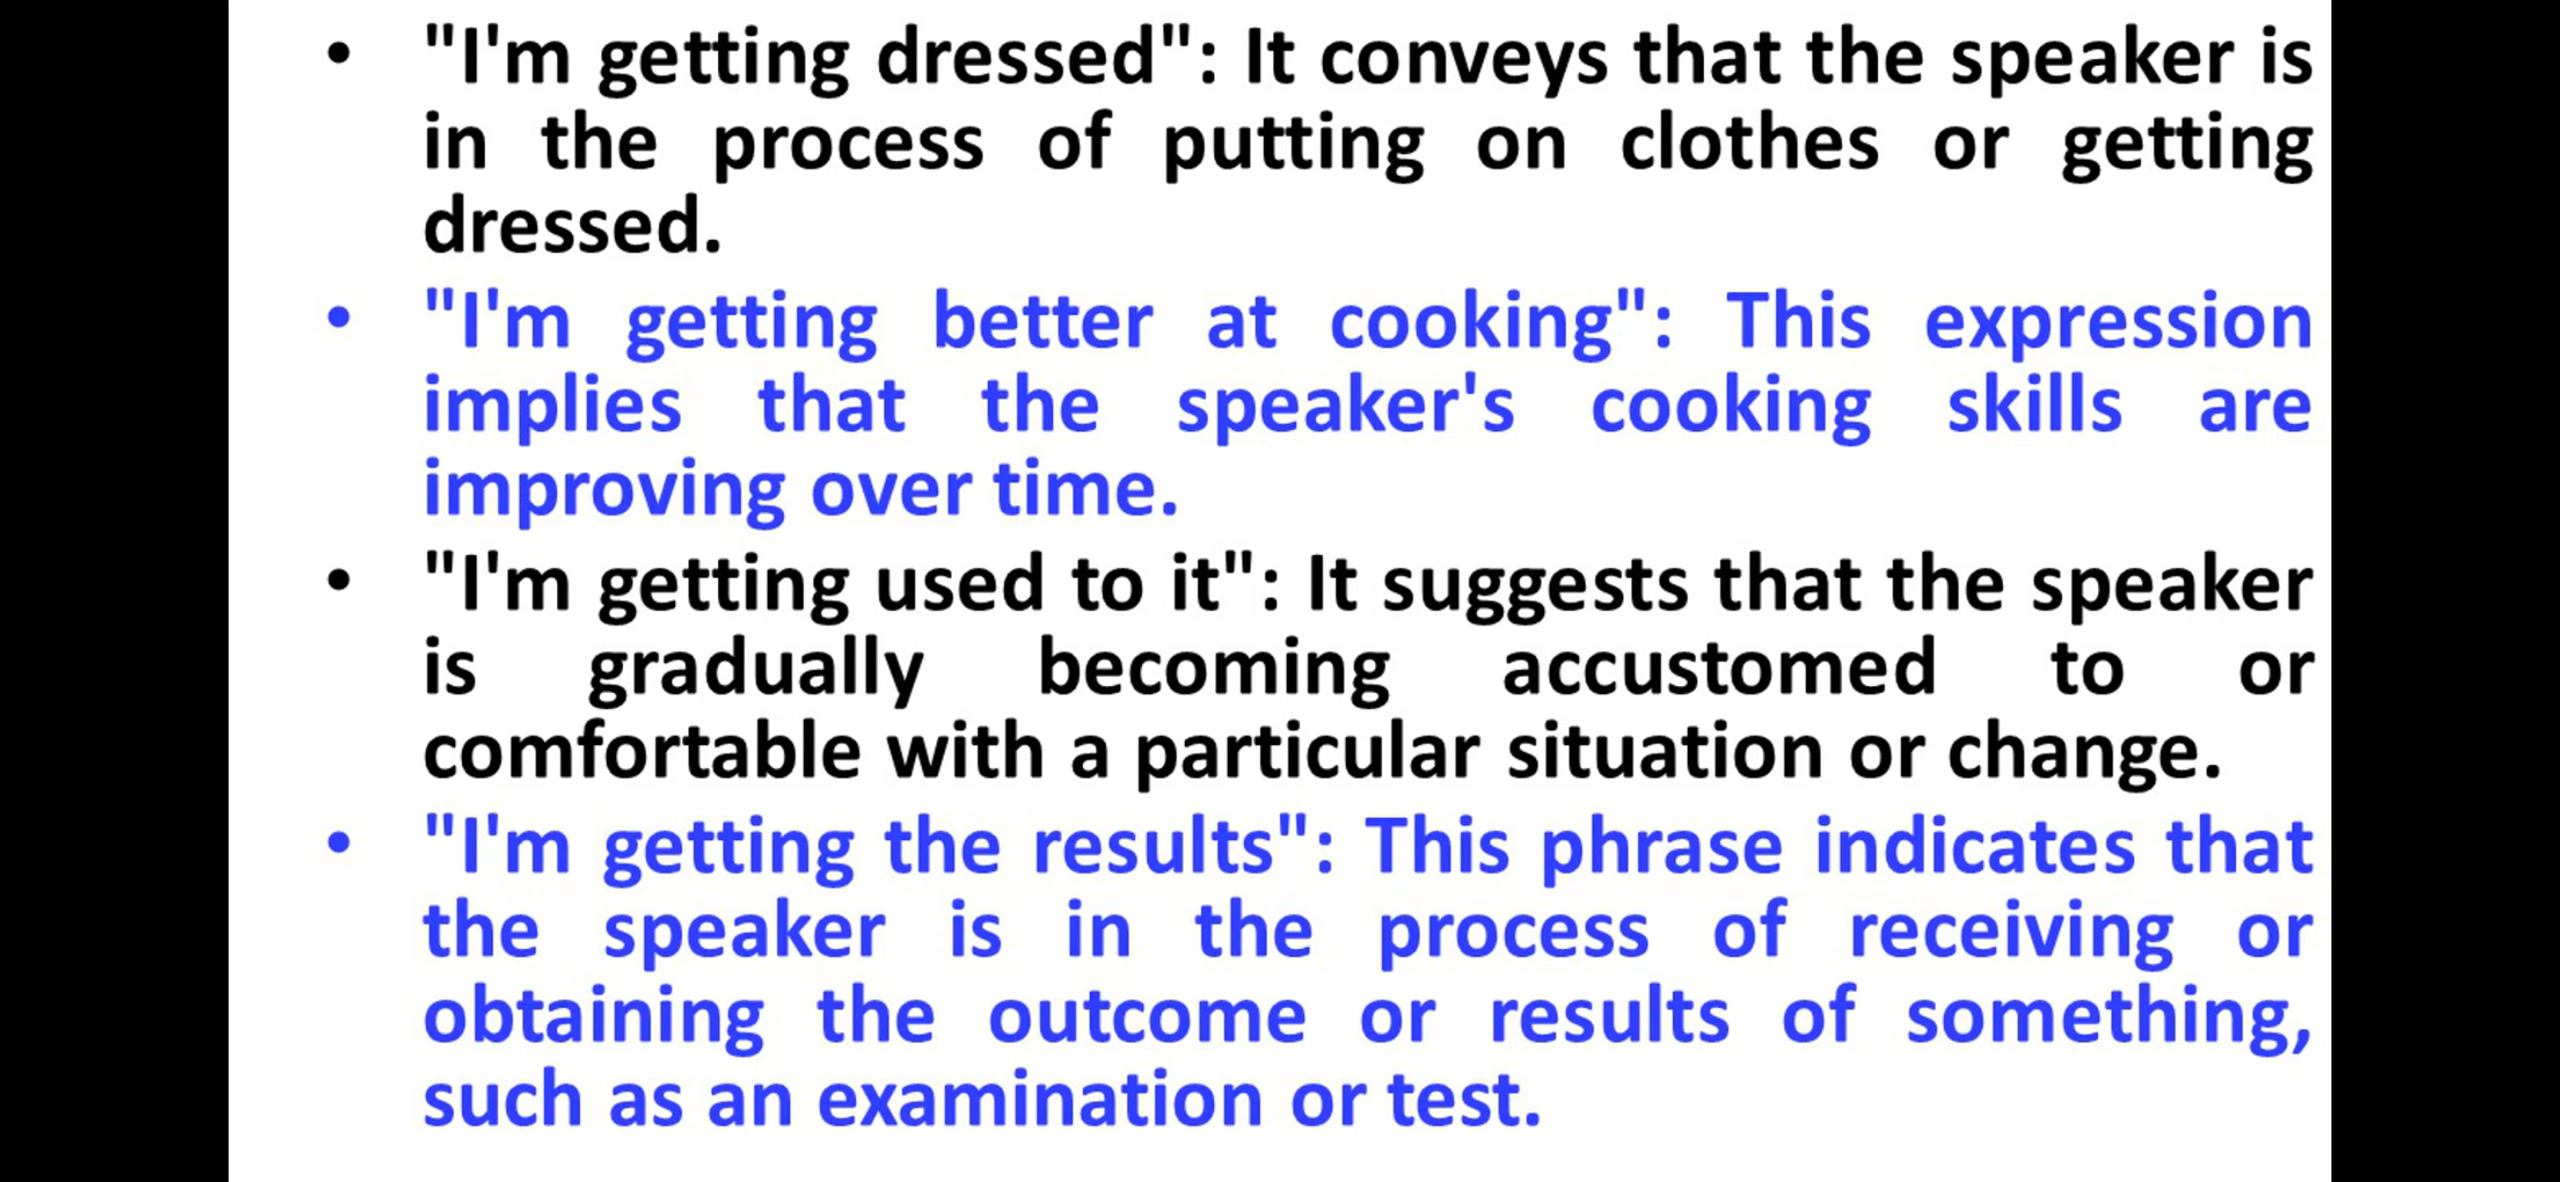 • "I'm getting dressed": It conveys that the speaker is
in the process of putting on clothes or getting
dressed.
• "I'm getting better at cooking": This expression
implies that the speaker's cooking skills are
improving over time.
• "I'm getting used to it": It suggests that the speaker
is gradually becoming accustomed to or
comfortable with a particular situation or change.
• "I'm getting the results": This phrase indicates that
the speaker is in the process of receiving or
obtaining the outcome or results of something,
such as an examination or test.